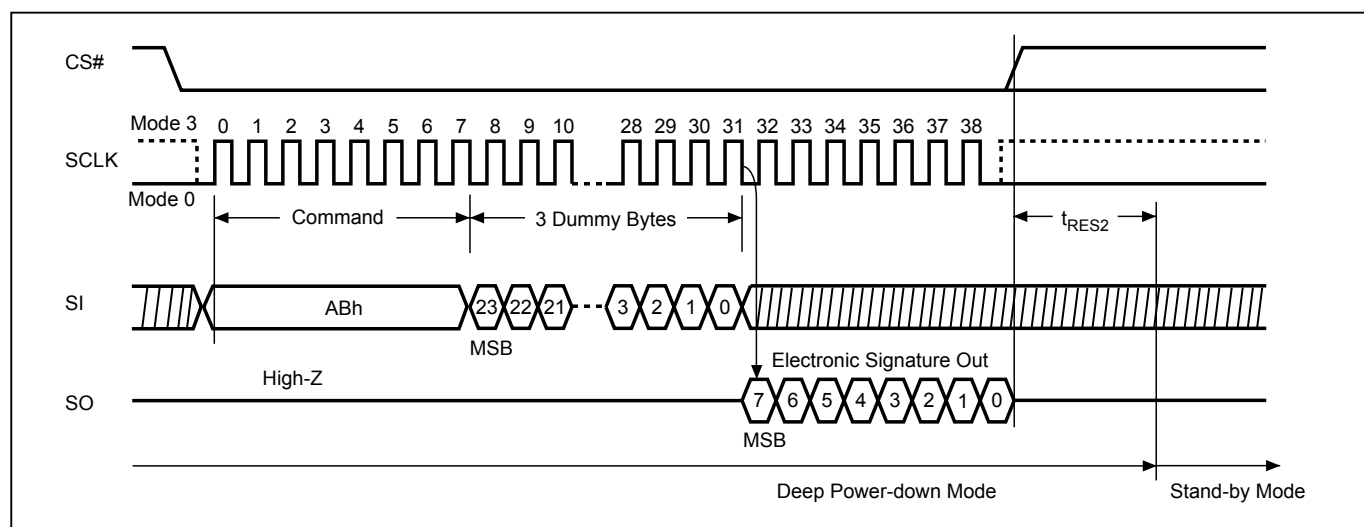 CS#
Mode 3 0 1 2 3 4 5 6 7 8 9 10 28 29 30 31 32 33 34 35 36 37 38
SCLK
Mode 0
Command 3 Dummy Bytes tRES2
SI ABh 23 22 21 3 2 1 0
MSB
Electronic Signature Out
High-Z
SO 7 6 5 4 3 2 1 0
MSB
Deep Power-down Mode Stand-by Mode